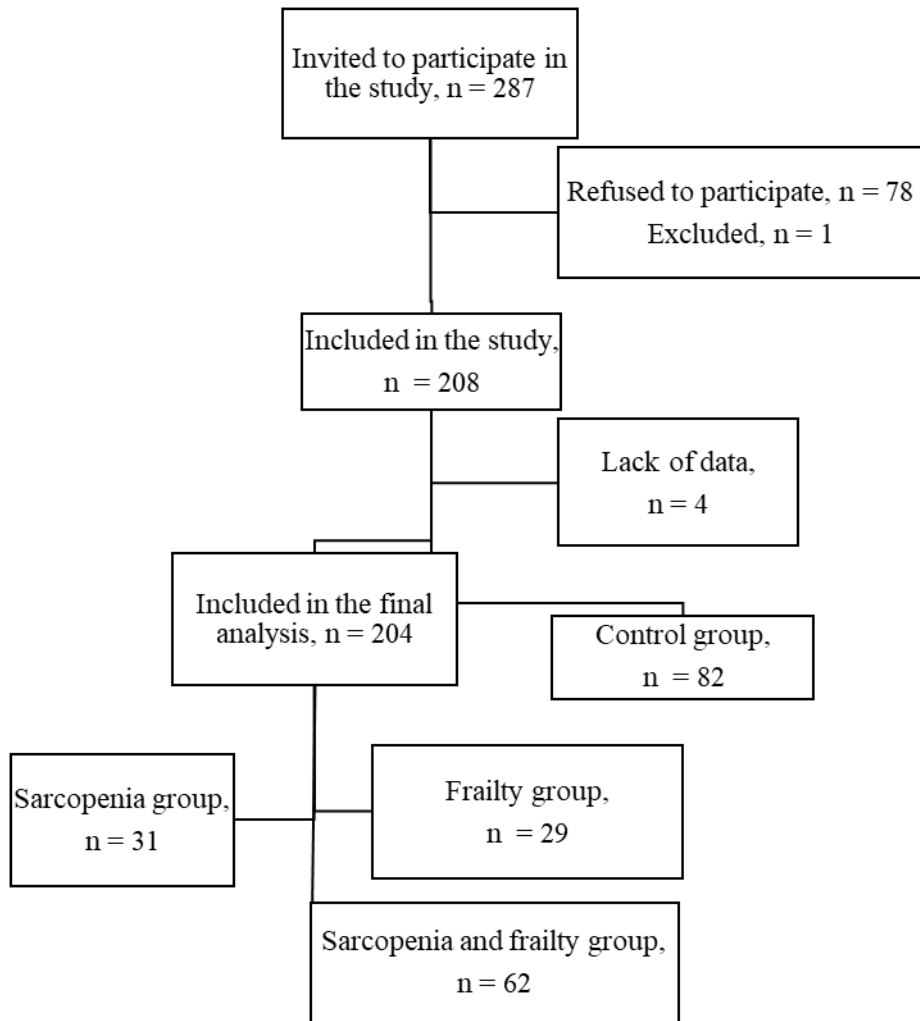 Invited to participate in
the study, n = 287
Refused to participate, n = 78
Excluded, n = 1
Included in the study,
n = 208
Lack of data,
n = 4
Included in the final
analysis, n = 204
Control group,
n = 82
Sarcopenia group,
n = 31
Frailty group,
n = 29
Sarcopenia and frailty group,
n = 62